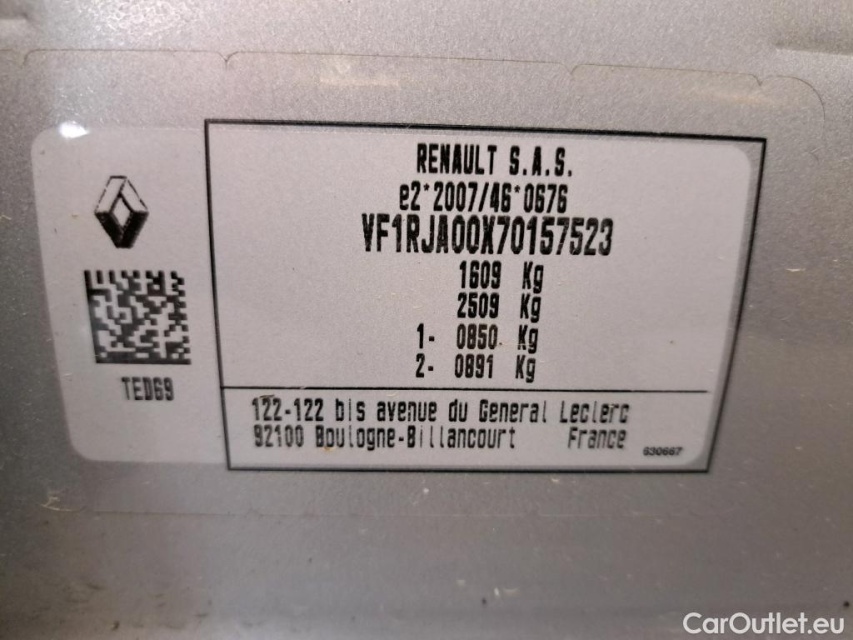 RENAULT S.A.S.
e2*2007/46*0676
VF1RJA00X70157523
1609 Kg
2509 Kg
1- 0850 Kg
2- 0891 Kg
TED69
122-122 bis avenue du General Leclerc
92100 Boulogne-Billancourt France
630667
CarOutlet.eu